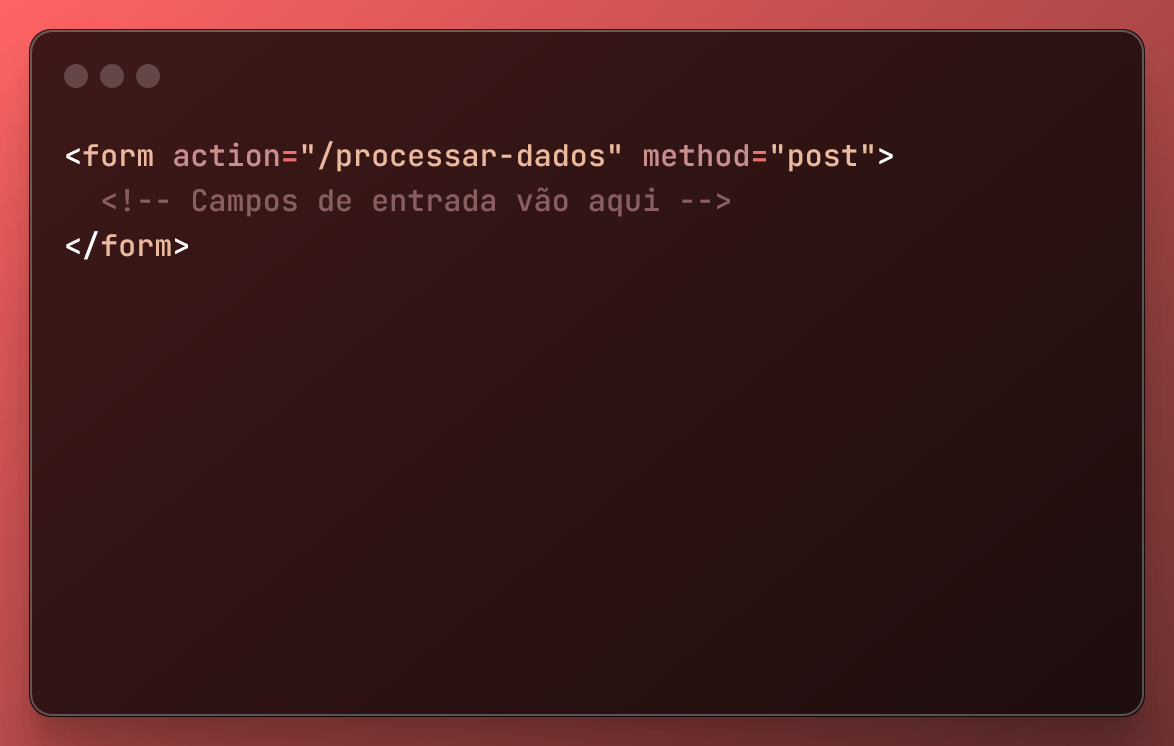 <form action="/processar-dados" method="post">
  <!-- Campos de entrada vão aqui -->
</form>